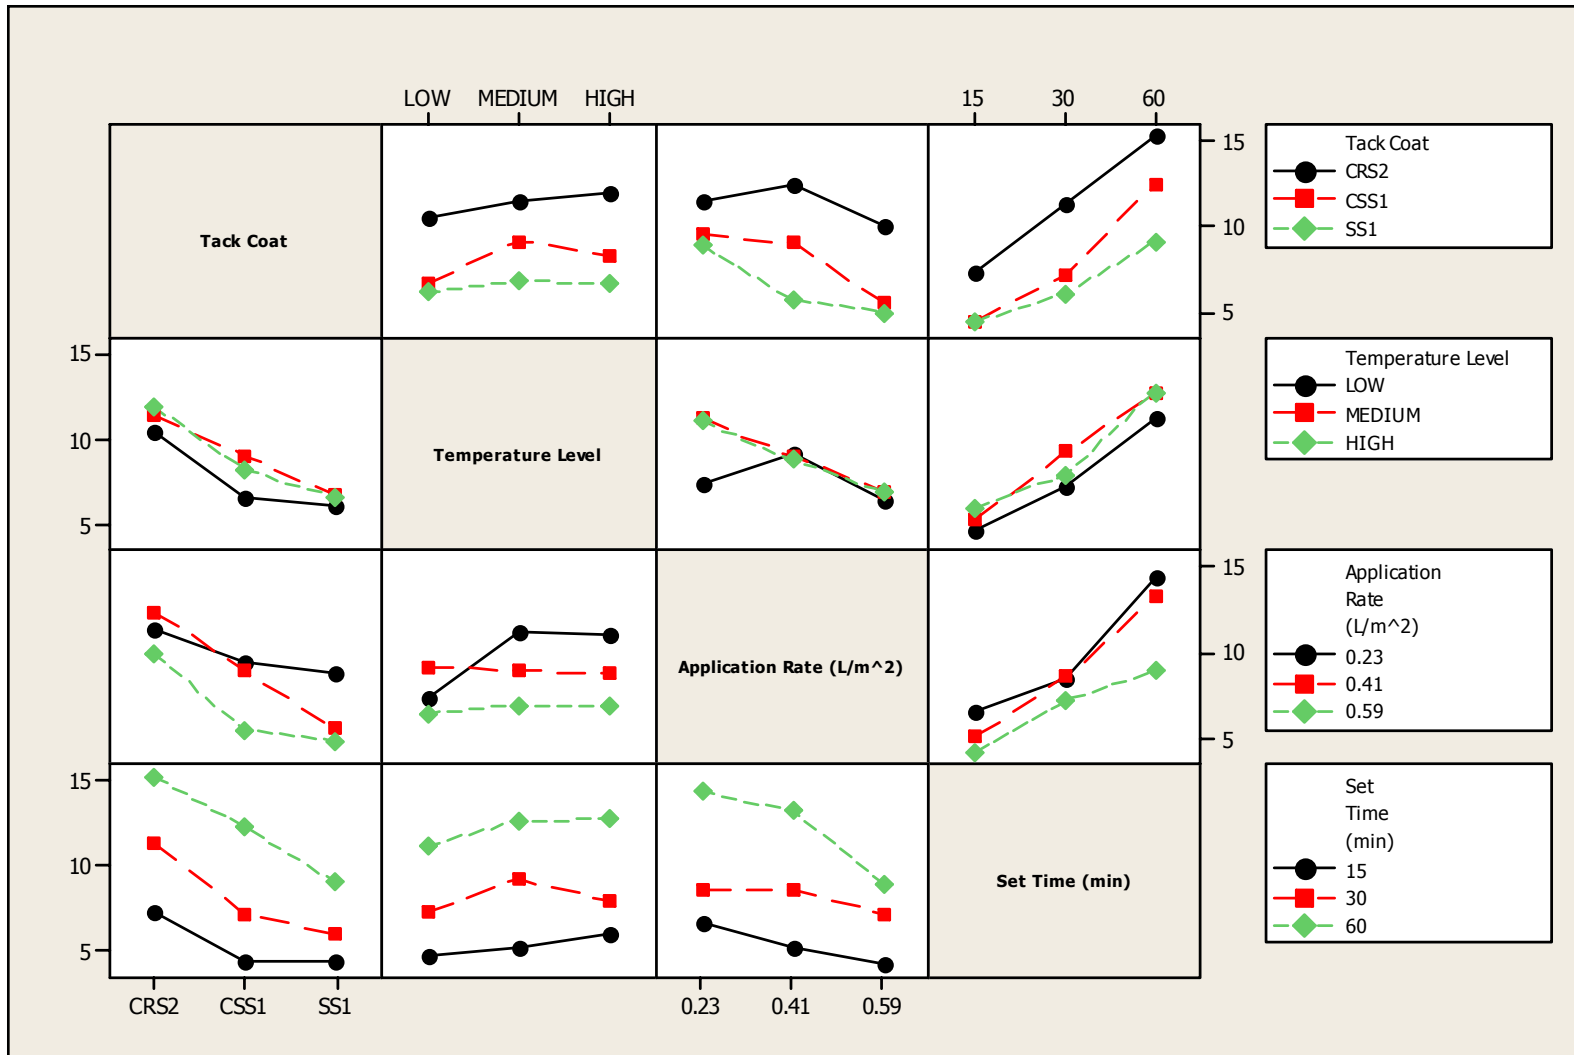 LOW MEDIUM HIGH 15 30 60
Tack Coat
15
10
5
Tack Coat
CRS2
CSS1
SS1
15
10
5
Temperature Level
Temperature Level
LOW
MEDIUM
HIGH
Application Rate (L/m^2)
15
10
5
Application
Rate
(L/m^2)
0.23
0.41
0.59
15
10
5
Set Time (min)
Set
Time
(min)
15
30
60
CRS2 CSS1 SS1 0.23 0.41 0.59